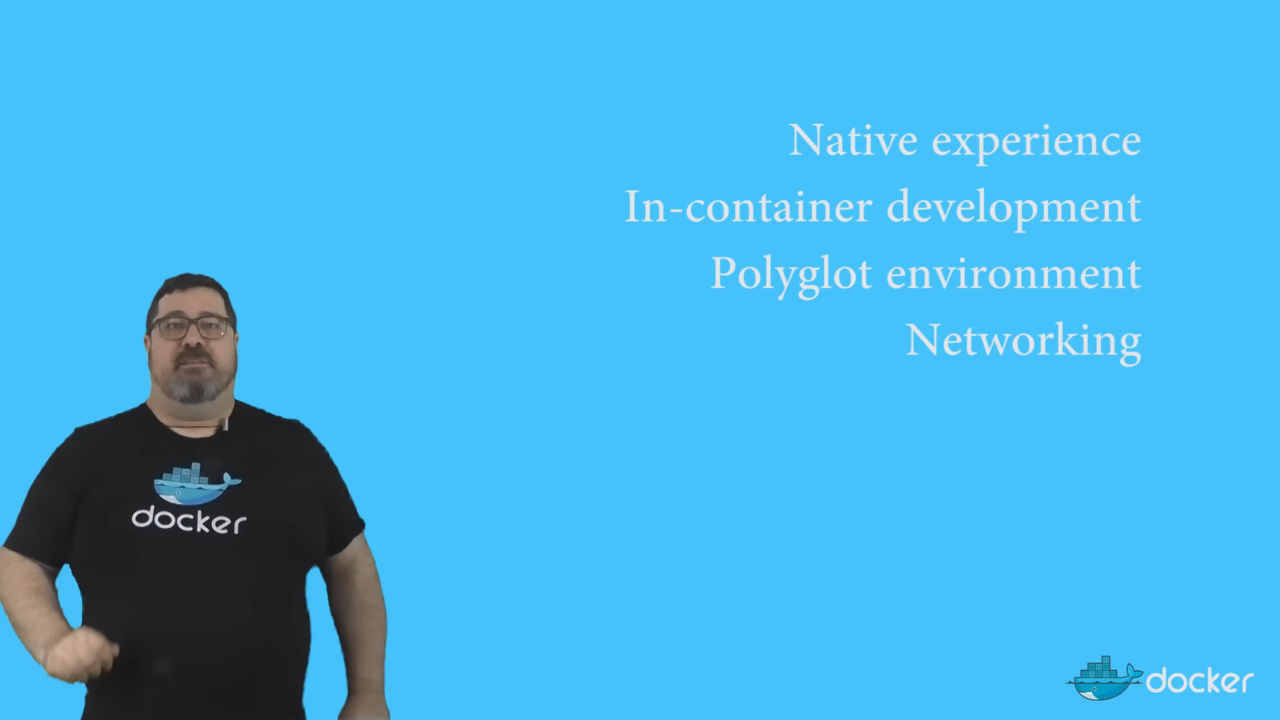 Native experience
In-container development
Polyglot environment
Networking
docker
docker